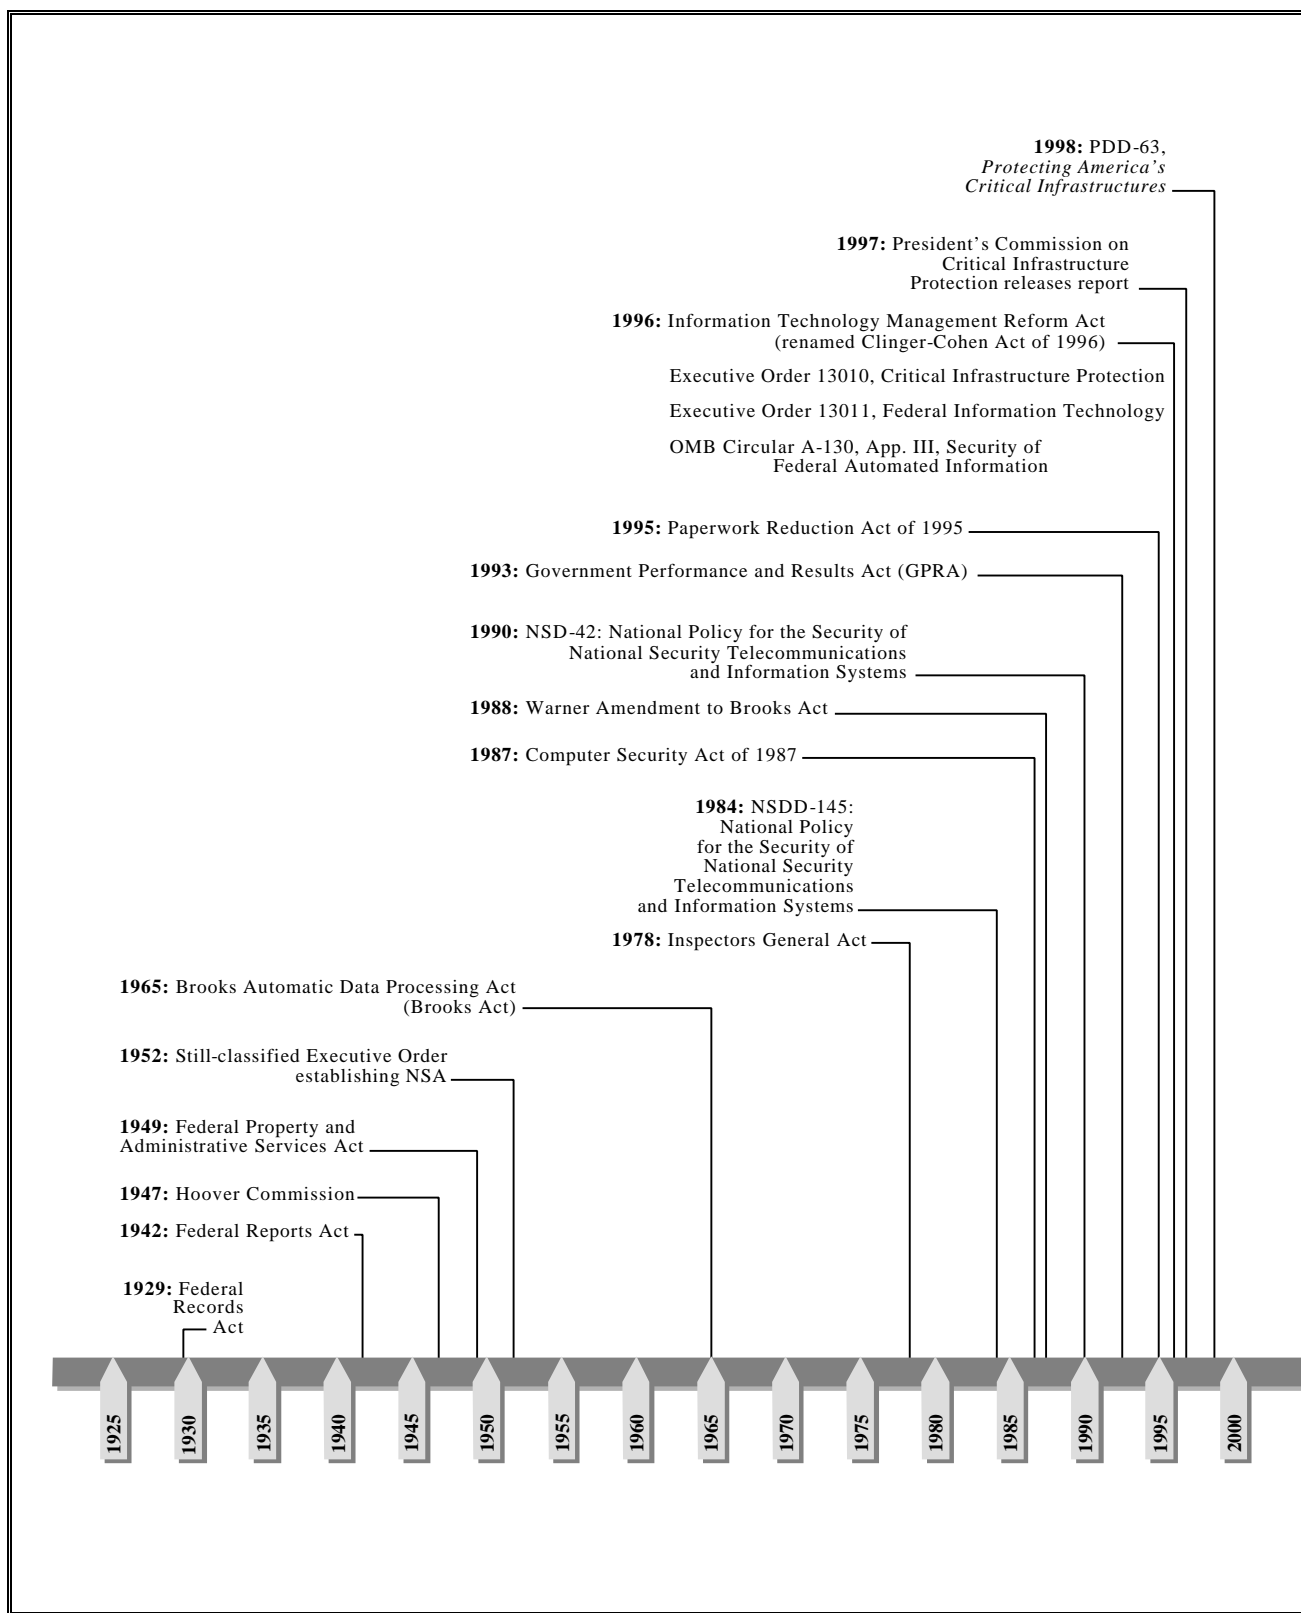 1998: PDD-63,
Protecting America's
Critical Infrastructures
1997: President's Commission on
Critical Infrastructure
Protection releases report
1996: Information Technology Management Reform Act
(renamed Clinger-Cohen Act of 1996)
Executive Order 13010, Critical Infrastructure Protection
Executive Order 13011, Federal Information Technology
OMB Circular A-130, App. III, Security of
Federal Automated Information
1995: Paperwork Reduction Act of 1995
1993: Government Performance and Results Act (GPRA)
1990: NSD-42: National Policy for the Security of
National Security Telecommunications
and Information Systems
1988: Warner Amendment to Brooks Act
1987: Computer Security Act of 1987
1984: NSDD-145:
National Policy
for the Security of
National Security
Telecommunications
and Information Systems
1978: Inspectors General Act
1965: Brooks Automatic Data Processing Act
(Brooks Act)
1952: Still-classified Executive Order
establishing NSA
1949: Federal Property and
Administrative Services Act
1947: Hoover Commission
1942: Federal Reports Act
1929: Federal
Records
Act
1925
1930
1935
1940
1945
1950
1955
1960
1965
1970
1975
1980
1985
1990
1995
2000